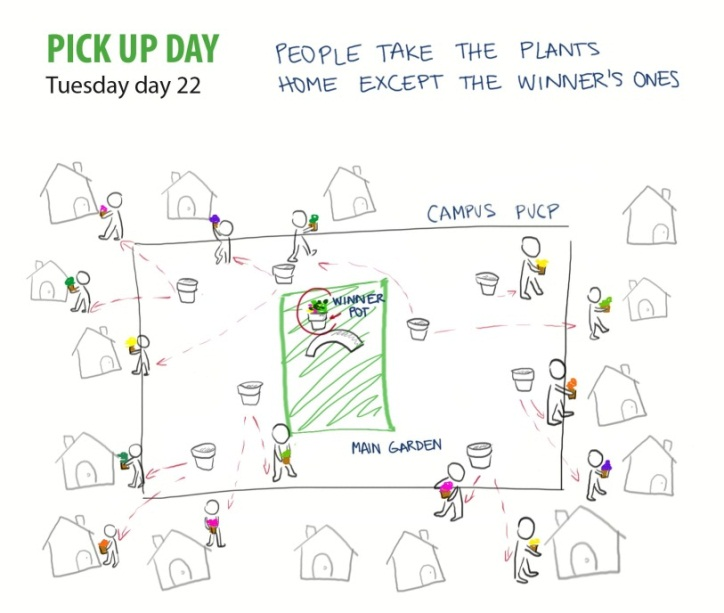 PICK UP DAY
Tuesday day 22
PEOPLE TAKE THE PLANTS
HOME EXCEPT THE WINNER'S ONES
CAMPUS PUCP
WINNER
POT
MAIN GARDEN